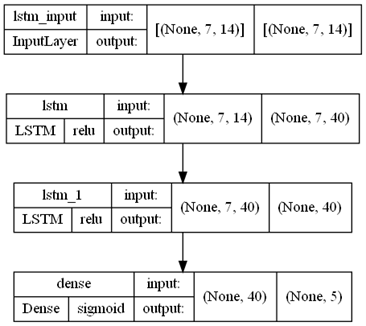 lstm_input input: [(None, 7, 14)] [(None, 7, 14)]
InputLayer output:
lstm input: (None, 7, 14) (None, 7, 40)
LSTM relu output:
lstm_1 input: (None, 7, 40) (None, 40)
LSTM relu output:
dense input: (None, 40) (None, 5)
Dense sigmoid output: